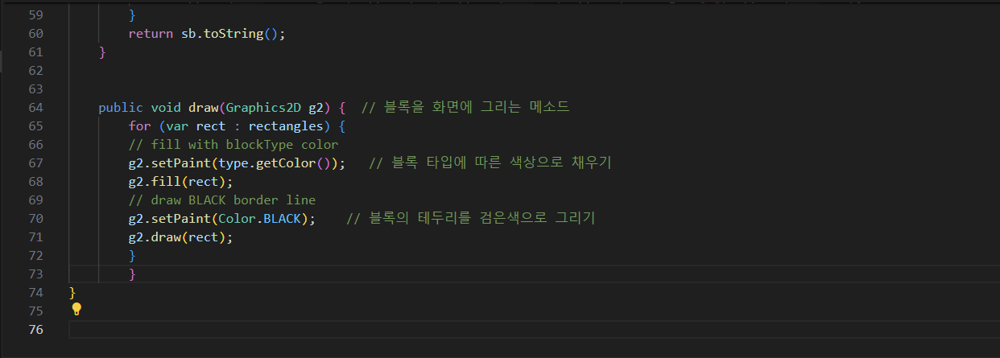 59 }
60 return sb.toString();
61 }
62
63
64 public void draw(Graphics2D g2) { // 블록을 화면에 그리는 메소드
65 for (var rect : rectangles) {
66 // fill with blockType color
67 g2.setPaint(type.getColor()); // 블록 타입에 따른 색상으로 채우기
68 g2.fill(rect);
69 // draw BLACK border line
70 g2.setPaint(Color.BLACK); // 블록의 테두리를 검은색으로 그리기
71 g2.draw(rect);
72 }
73 }
74 }
75
76